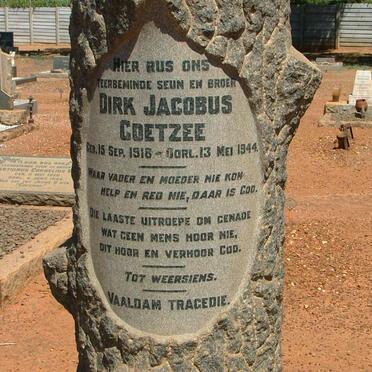 HIER RUS ONS
TEERBEMINDE SEUN EN BROER
DIRK JACOBUS
COETZEE
GEB. 15 SEP. 1916 - OORL. 13 MEI 1944.
WAAR VADER EN MOEDER NIE KON
HELP EN RED NIE, DAAR IS GOD.
DIE LAASTE UITROEPE OM GENADE
WAT GEEN MENS HOOR NIE,
DIT HOOR EN VERHOOR GOD.
TOT WEERSIENS.
VAALDAM TRAGEDIE.